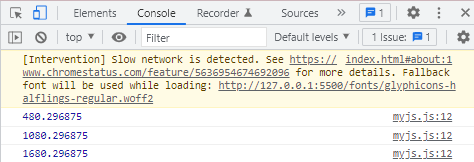 Elements Console Recorder Sources » 1
top Filter Default levels 1 Issue: 1
[Intervention] Slow network is detected. See https:// index.html#about:1
www.chromestatus.com/feature/5636954674692096 for more details. Fallback
font will be used while loading: http://127.0.0.1:5500/fonts/glyphicons-h
alflings-regular.woff2
480.296875 myjs.js:12
1080.296875 myjs.js:12
1680.296875 myjs.js:12